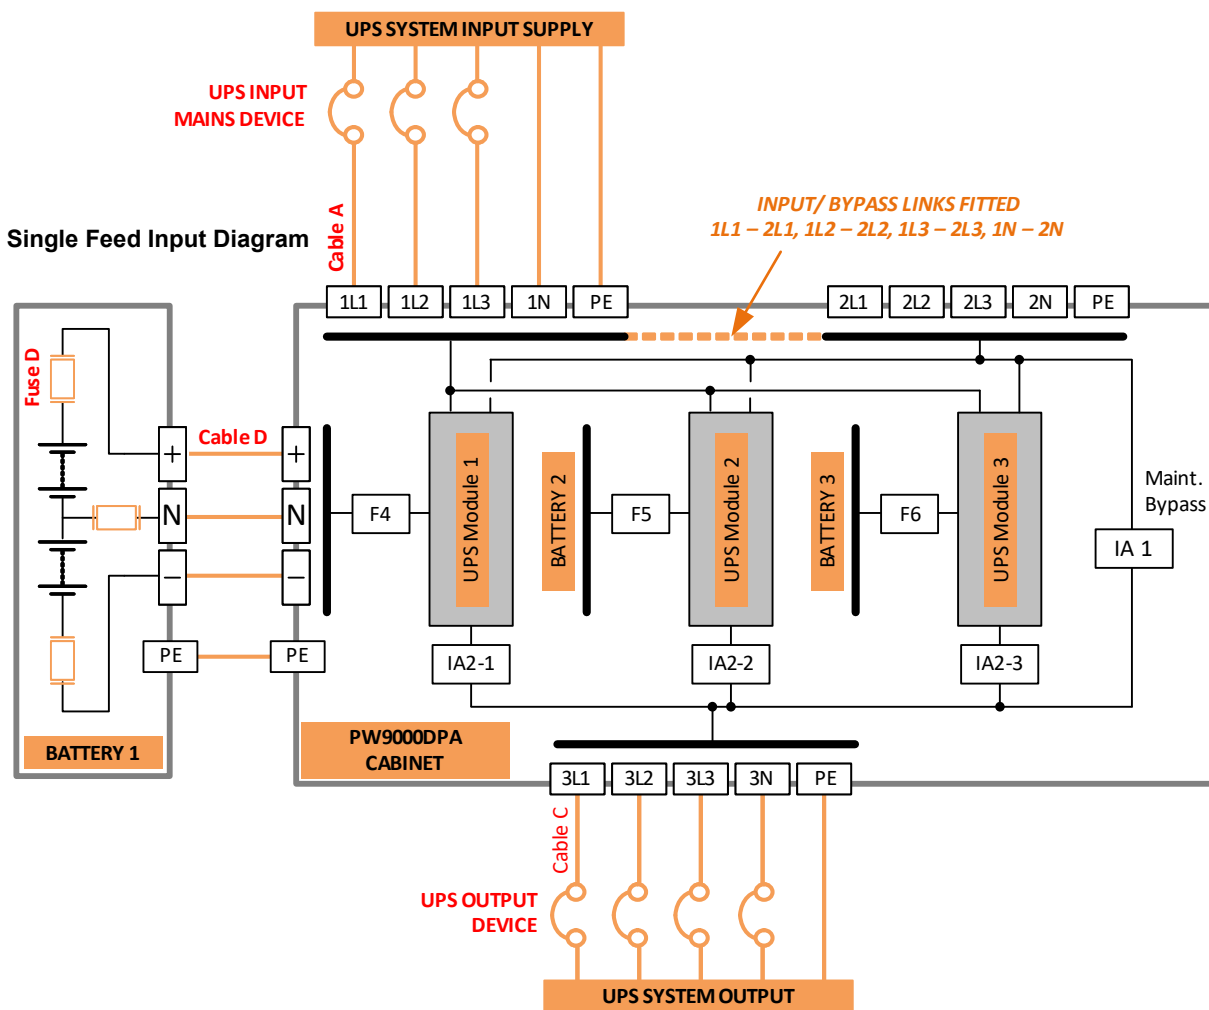 UPS SYSTEM INPUT SUPPLY
UPS INPUT
MAINS DEVICE
Cable A
INPUT/ BYPASS LINKS FITTED
1L1 – 2L1, 1L2 – 2L2, 1L3 – 2L3, 1N – 2N
Single Feed Input Diagram
1L1
1L2
1L3
1N
PE
2L1
2L2
2L3
2N
PE
Fuse D
Cable D
+
+
N
N
–
–
PE
PE
F4
UPS Module 1
BATTERY 2
F5
UPS Module 2
BATTERY 3
F6
UPS Module 3
Maint.
Bypass
IA 1
IA2-1
IA2-2
IA2-3
BATTERY 1
PW9000DPA
CABINET
3L1
3L2
3L3
3N
PE
Cable C
UPS OUTPUT
DEVICE
UPS SYSTEM OUTPUT